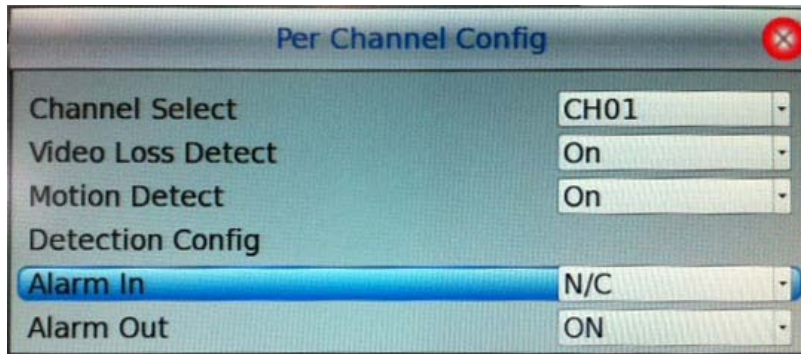 Per Channel Config
Channel Select CH01
Video Loss Detect On
Motion Detect On
Detection Config
Alarm In N/C
Alarm Out ON